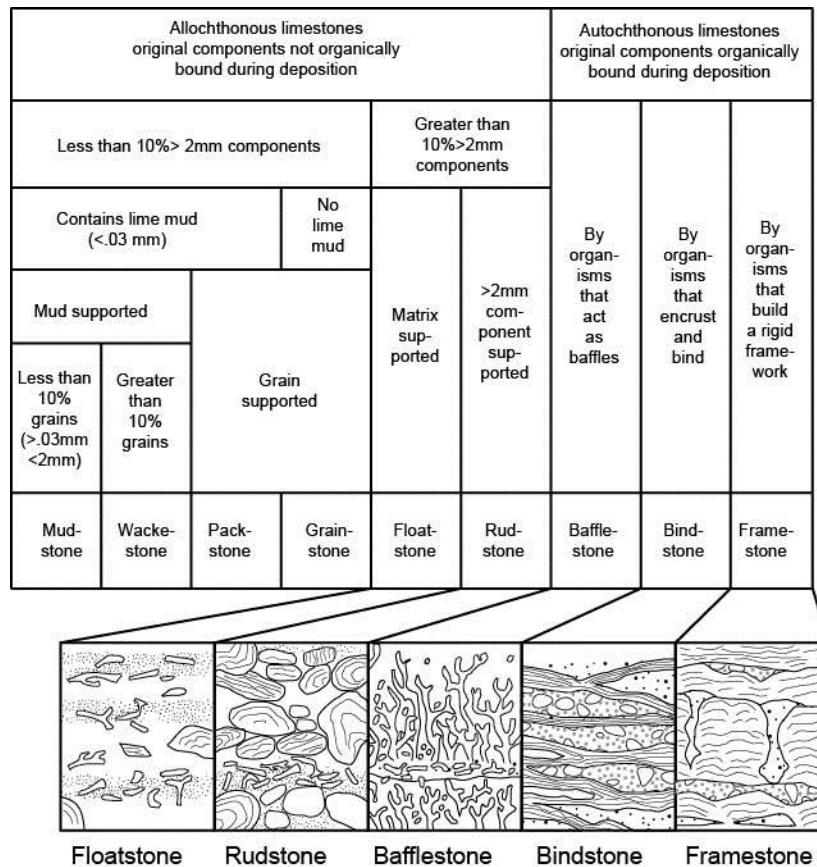 Allochthonous limestones
original components not organically
bound during deposition
Autochthonous limestones
original components organically
bound during deposition
Less than 10%> 2mm components
Greater than
10%>2mm
components
Contains lime mud
(<.03 mm)
No
lime
mud
Mud supported
Less than
10%
grains
(>.03mm
<2mm)
Greater
than
10%
grains
Grain
supported
Matrix
sup-
ported
>2mm
com-
ponent
sup-
ported
By
organ-
isms
that
act
as
baffles
By
organ-
isms
that
encrust
and
bind
By
organ-
isms
that
build
a rigid
frame-
work
Mud-
stone
Wacke-
stone
Pack-
stone
Grain-
stone
Float-
stone
Rud-
stone
Baffle-
stone
Bind-
stone
Frame-
stone
Floatstone
Rudstone
Bafflestone
Bindstone
Framestone